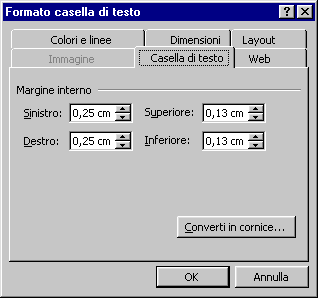 Formato casella di testo
Colori e linee Dimensioni Layout
Immagine Casella di testo Web
Margine interno
Sinistro: 0,25 cm Superiore: 0,13 cm
Destro: 0,25 cm Inferiore: 0,13 cm
Converti in cornice...
OK Annulla